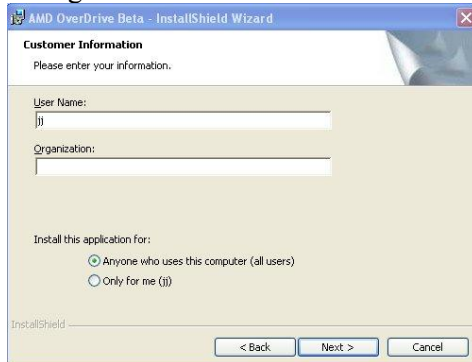 AMD OverDrive Beta - InstallShield Wizard
Customer Information
Please enter your information.
User Name:
jj
Organization:
Install this application for:
Anyone who uses this computer (all users)
Only for me (jj)
InstallShield
< Back Next > Cancel